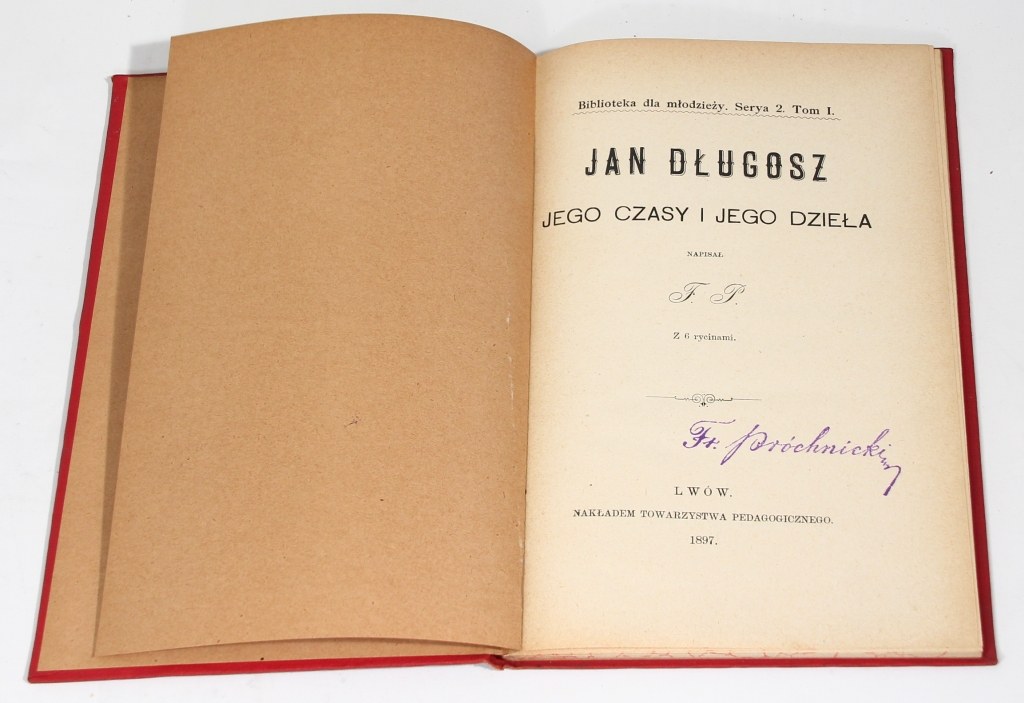 Biblioteka dla młodzieży. Serya 2. Tom I.
JAN DŁUGOSZ
JEGO CZASY I JEGO DZIEŁA
NAPISAŁ
F. P.
Z 6 rycinami.
Fr. Próchnicki
LWÓW.
NAKŁADEM TOWARZYSTWA PEDAGOGICZNEGO.
1897.